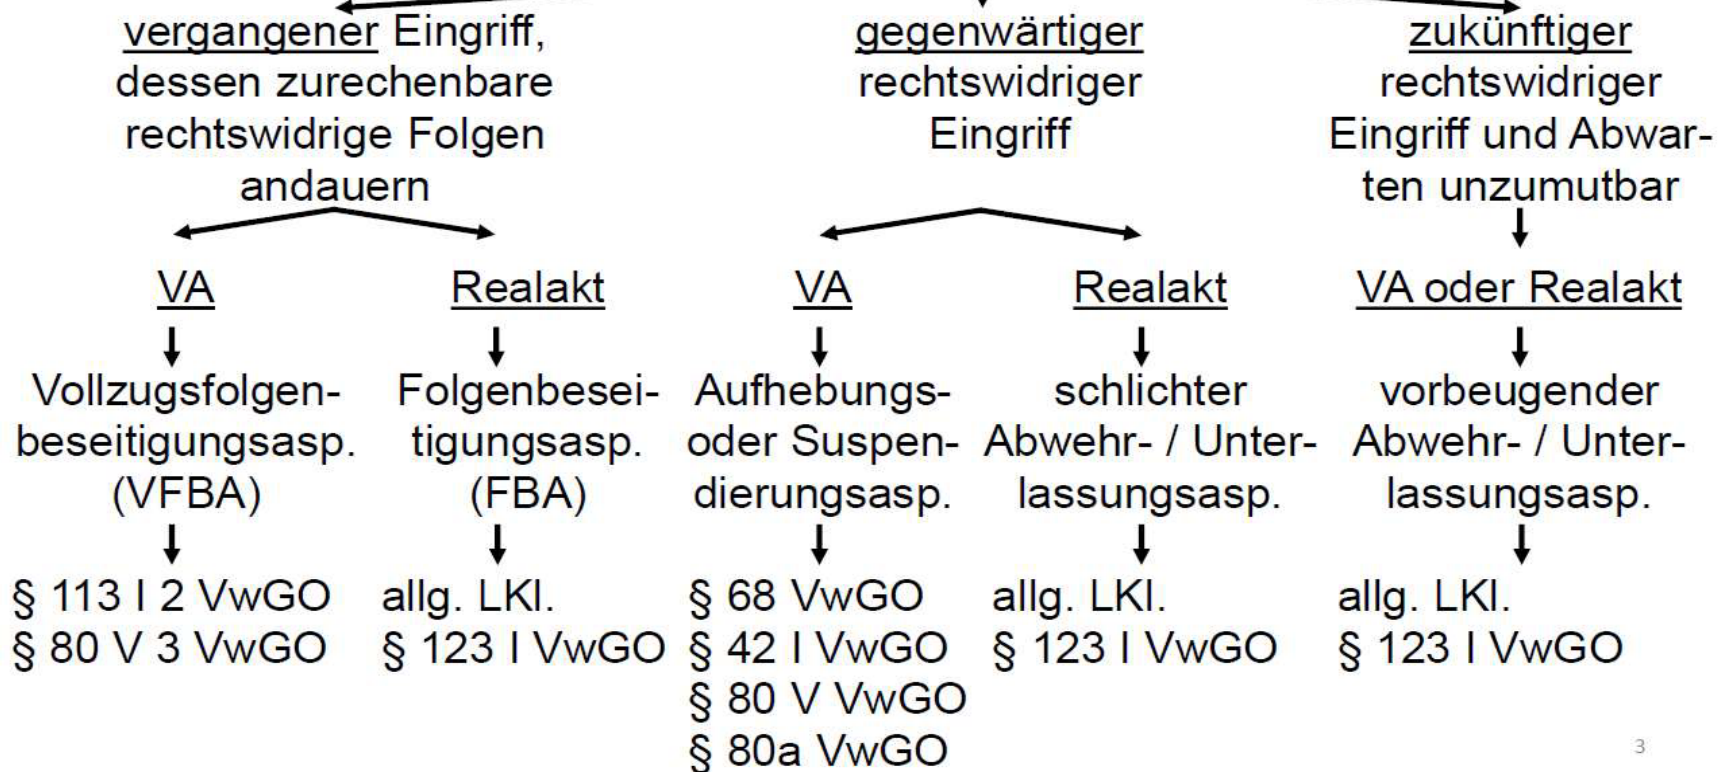 vergangener Eingriff,
dessen zurechenbare
rechtswidrige Folgen
andauern
gegenwärtiger
rechtswidriger
Eingriff
zukünftiger
rechtswidriger
Eingriff und Abwar-
ten unzumutbar
VA
Realakt
VA
Realakt
VA oder Realakt
Vollzugsfolgen-
beseitigungsasp.
(VFBA)
Folgenbesei-
tigungsasp.
(FBA)
Aufhebungs-
oder Suspen-
dierungsasp.
schlichter
Abwehr- / Unter-
lassungsasp.
vorbeugender
Abwehr- / Unter-
lassungsasp.
§ 113 I 2 VwGO
§ 80 V 3 VwGO
allg. LKl.
§ 123 I VwGO
§ 68 VwGO
§ 42 I VwGO
§ 80 V VwGO
§ 80a VwGO
allg. LKl.
§ 123 I VwGO
allg. LKl.
§ 123 I VwGO
3